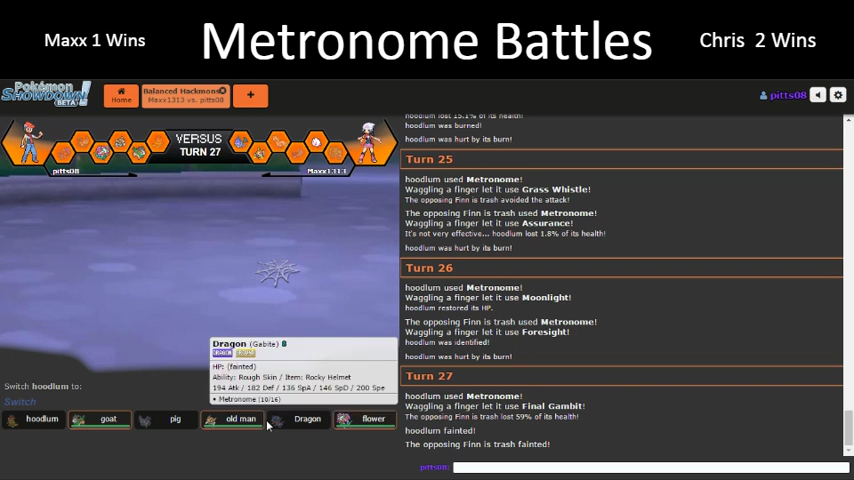 Maxx 1 Wins
Metronome Battles
Chris 2 Wins
Pokémon
SHOWDOWN!
BETA
Home
Balanced Hackmons
Maxx1313 vs. pitts08
+
pitts08
VERSUS
TURN 27
pitts08
Maxx1313
hoodlum lost 15.1% of its health!
hoodlum was burned!
hoodlum was hurt by its burn!
Turn 25
hoodlum used Metronome!
Waggling a finger let it use Grass Whistle!
The opposing Finn is trash avoided the attack!
The opposing Finn is trash used Metronome!
Waggling a finger let it use Assurance!
It's not very effective... hoodlum lost 1.8% of its health!
hoodlum was hurt by its burn!
Turn 26
hoodlum used Metronome!
Waggling a finger let it use Moonlight!
hoodlum restored its HP.
The opposing Finn is trash used Metronome!
Waggling a finger let it use Foresight!
hoodlum was identified!
hoodlum was hurt by its burn!
Turn 27
hoodlum used Metronome!
Waggling a finger let it use Final Gambit!
The opposing Finn is trash lost 59% of its health!
hoodlum fainted!
The opposing Finn is trash fainted!
Dragon (Gabite)
DRAGON GROUND
HP: (fainted)
Ability: Rough Skin / Item: Rocky Helmet
194 Atk / 182 Def / 136 SpA / 146 SpD / 200 Spe
• Metronome (10/16)
Switch hoodlum to:
Switch
hoodlum
goat
pig
old man
Dragon
flower
pitts08: